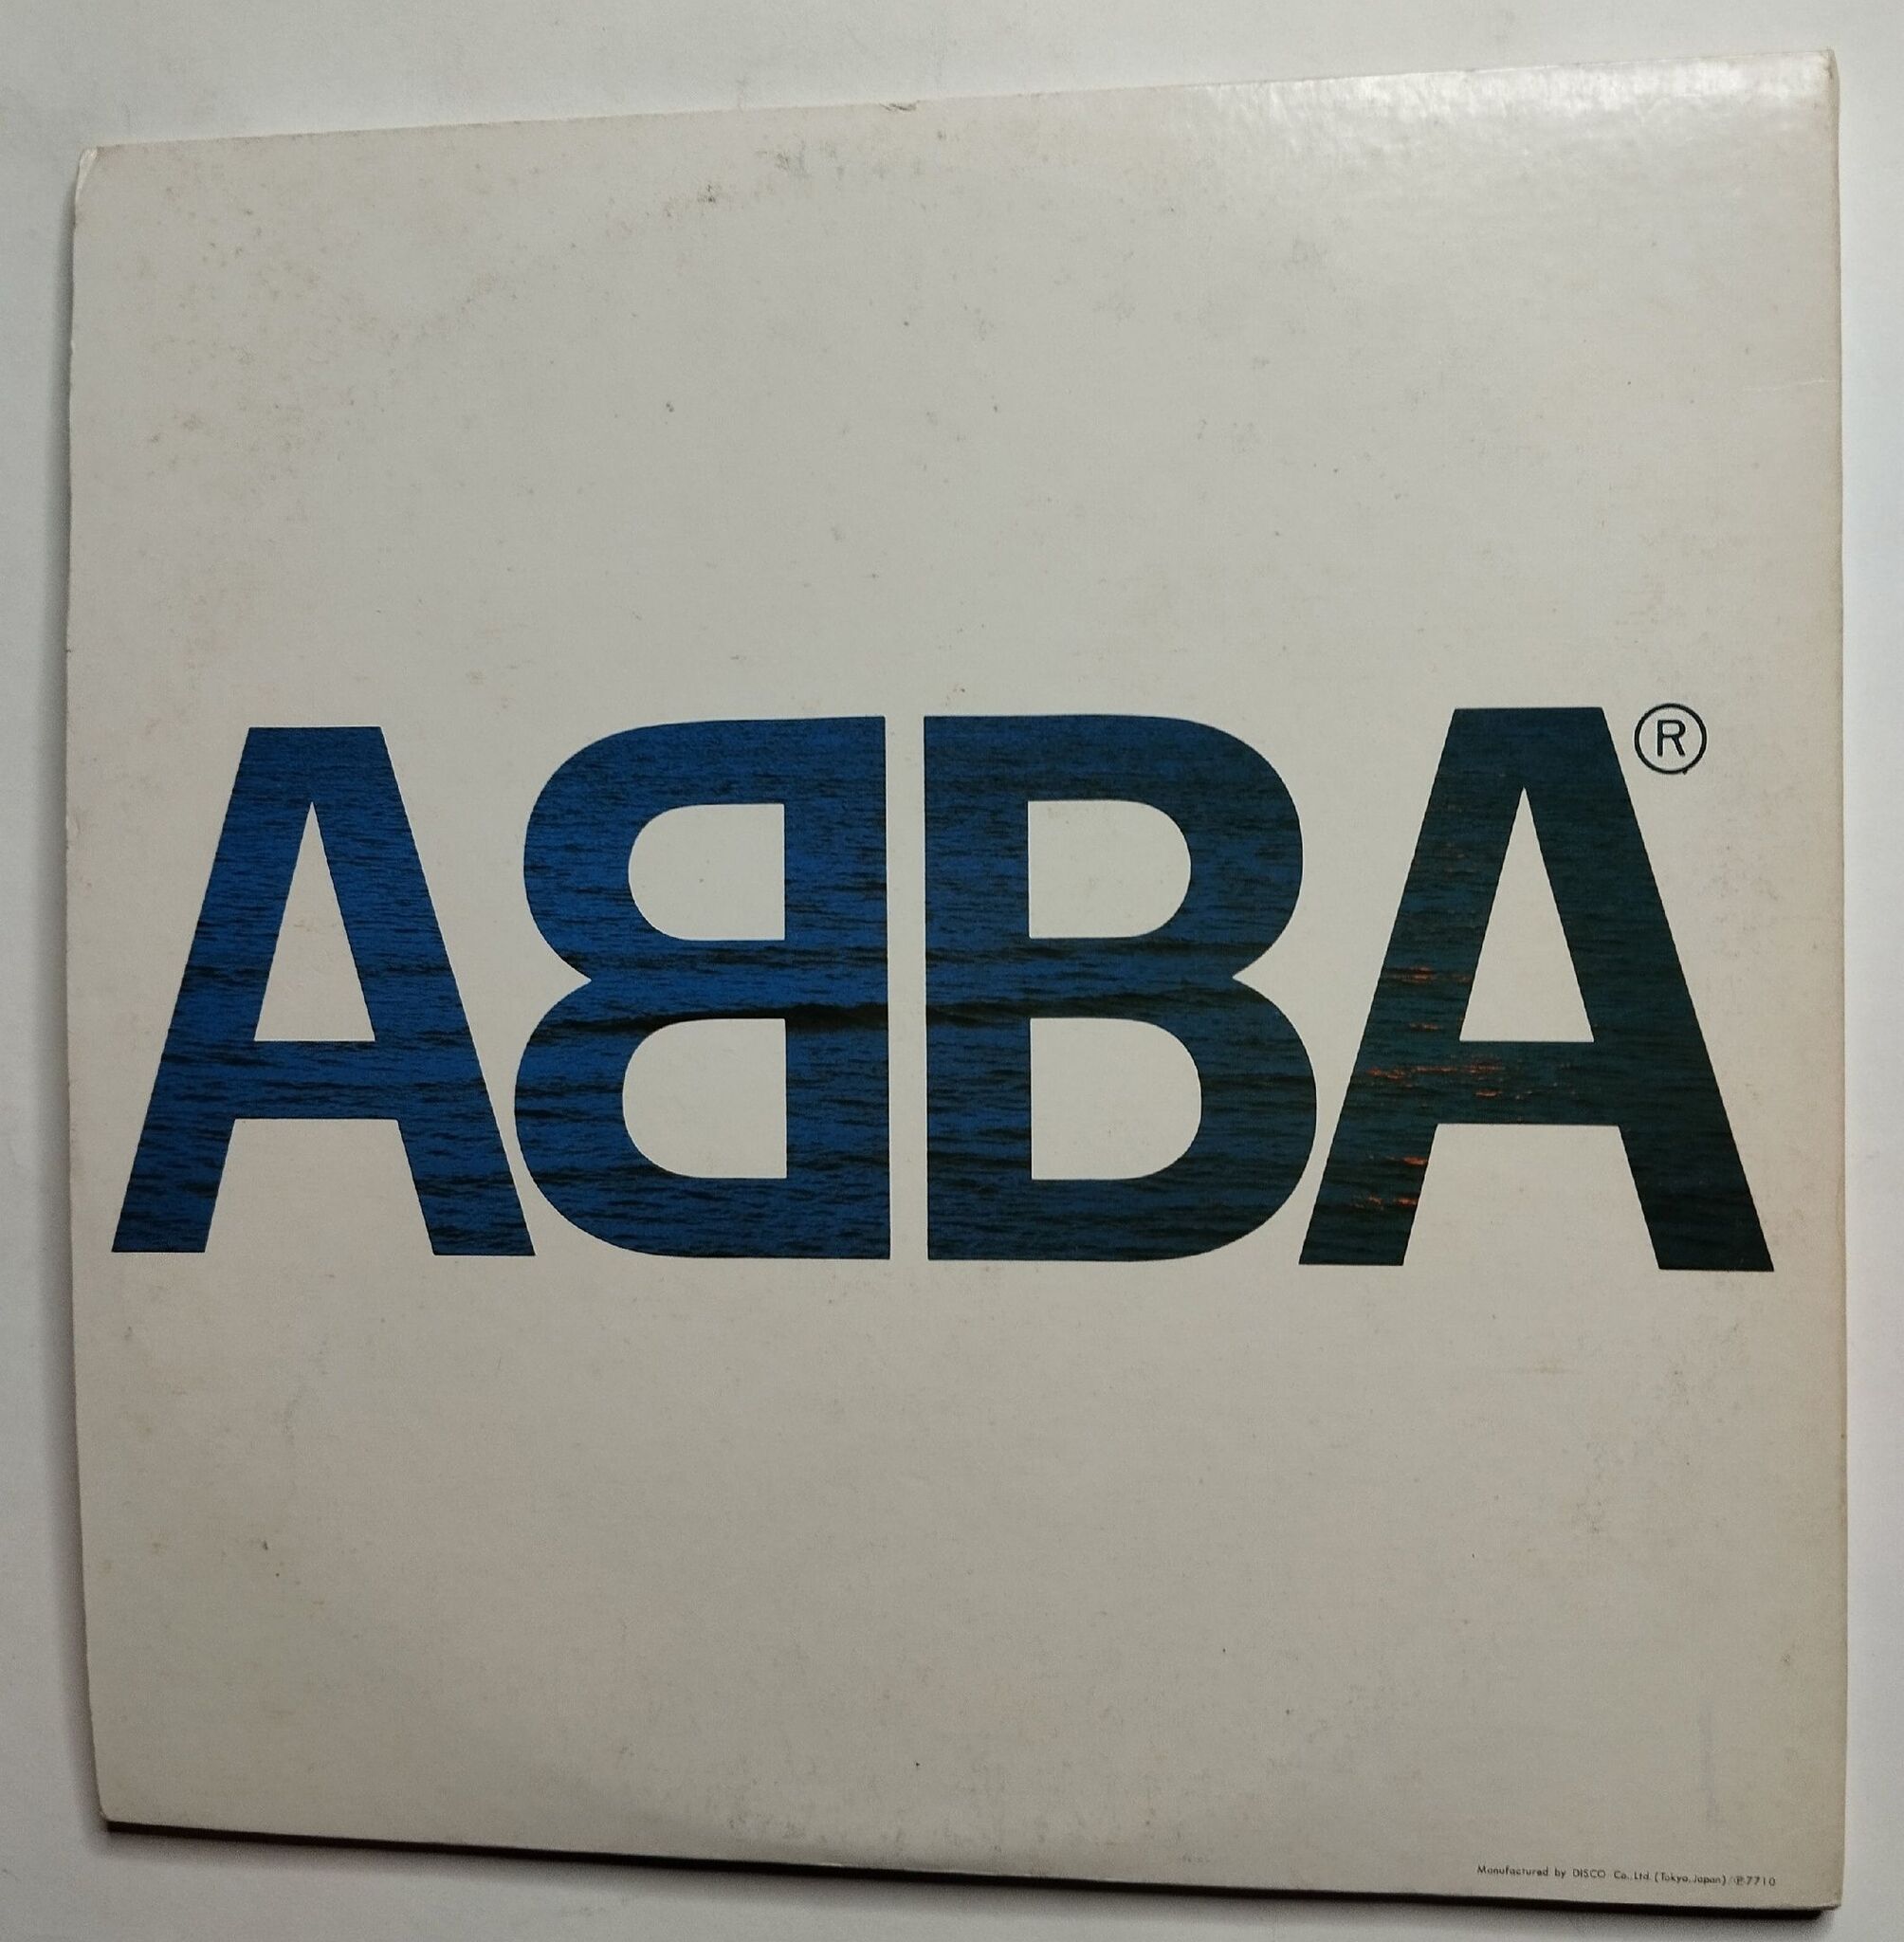 ABBA®
Manufactured by DISCO Co. Ltd. (Tokyo, Japan) ℗7710